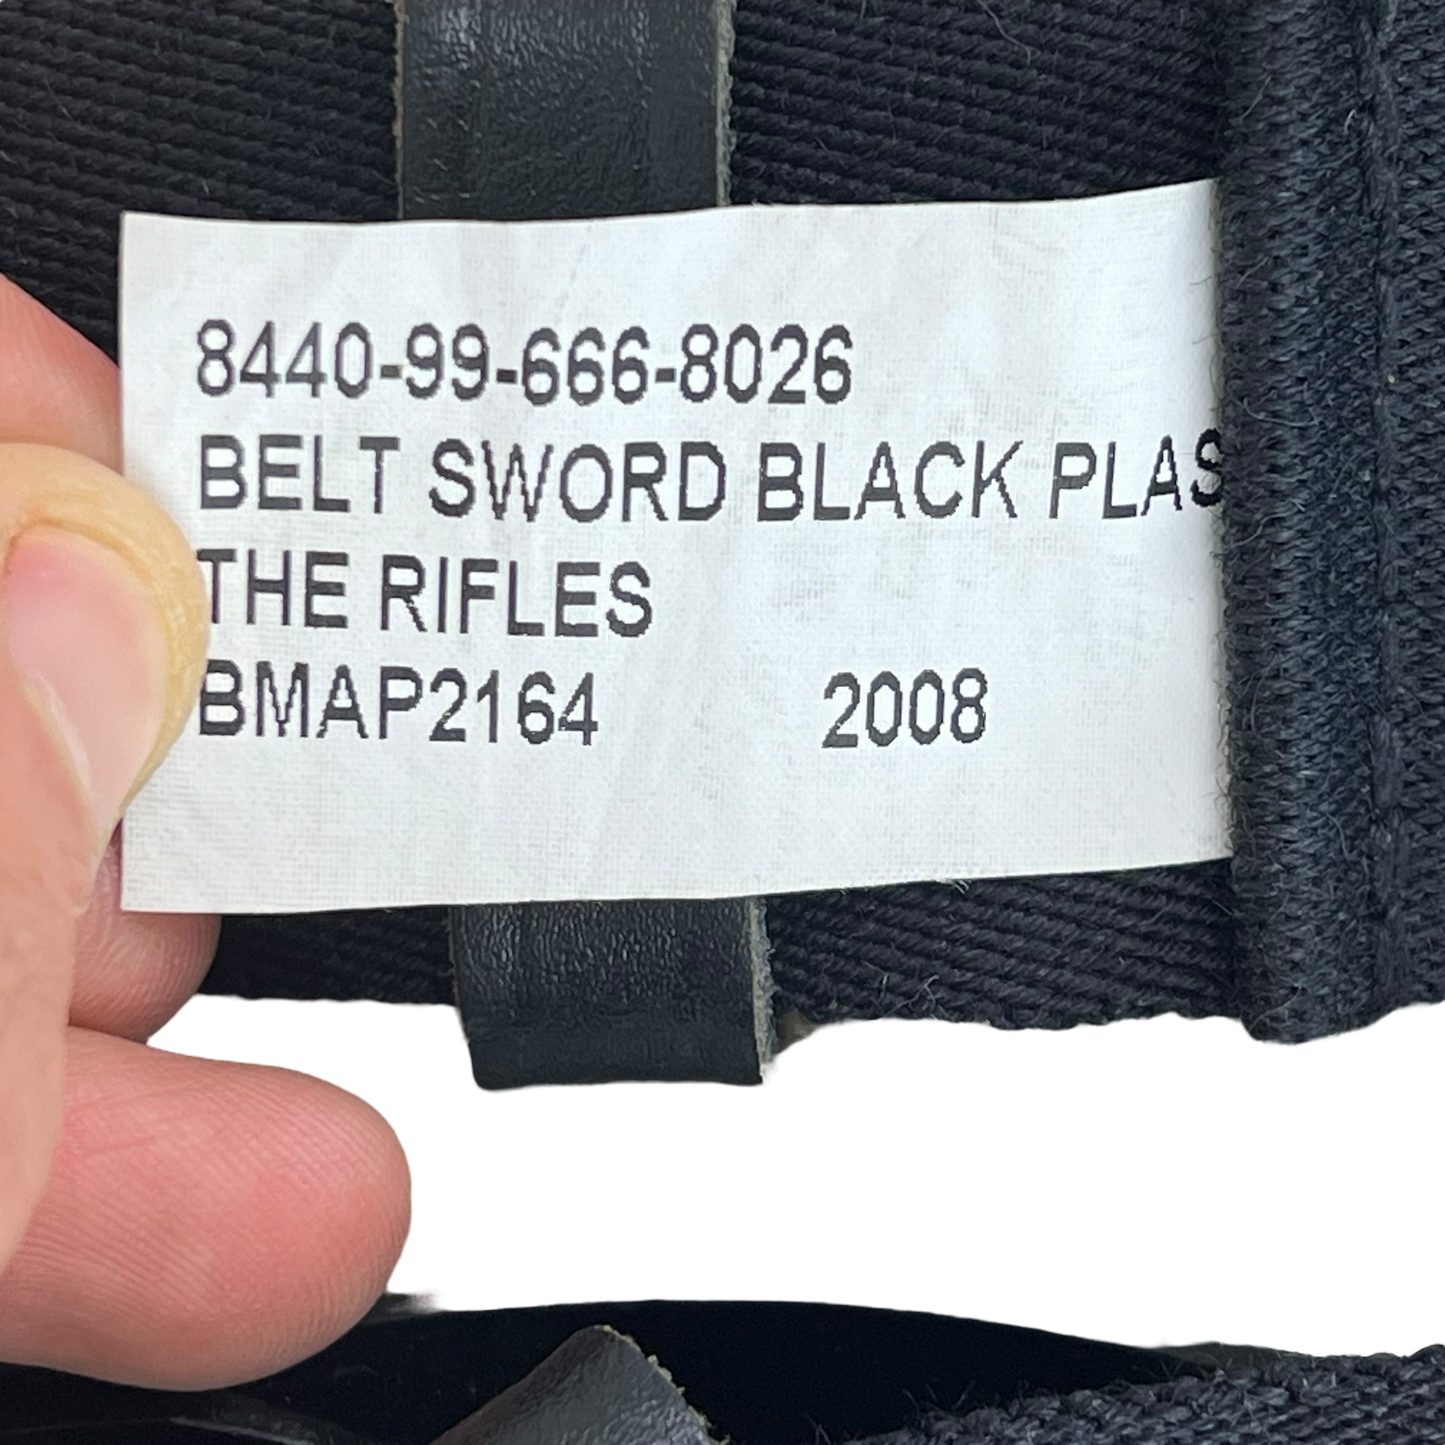 8440-99-666-8026
BELT SWORD BLACK PLAS
THE RIFLES
BMAP2164 2008